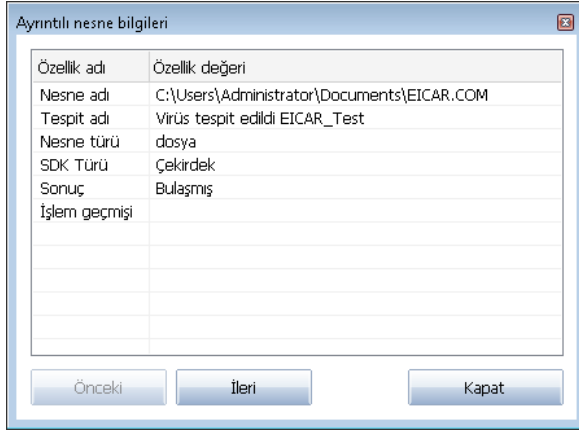 Ayrıntılı nesne bilgileri
Özellik adı Özellik değeri
Nesne adı C:\Users\Administrator\Documents\EICAR.COM
Tespit adı Virüs tespit edildi EICAR_Test
Nesne türü dosya
SDK Türü Çekirdek
Sonuç Bulaşmış
İşlem geçmişi
Önceki İleri Kapat